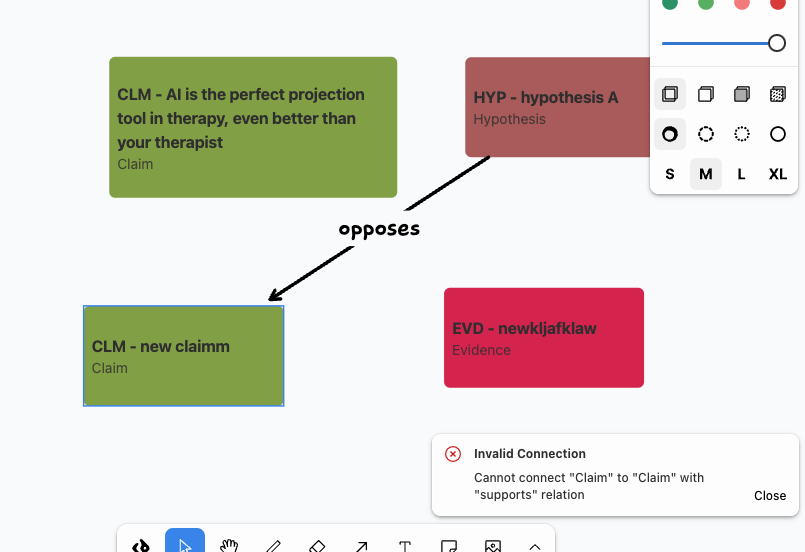 CLM - AI is the perfect projection
tool in therapy, even better than
your therapist
Claim
HYP - hypothesis A
Hypothesis
S M L XL
opposes
CLM - new claimm
Claim
EVD - newkljafklaw
Evidence
Invalid Connection
Cannot connect "Claim" to "Claim" with
"supports" relation
Close